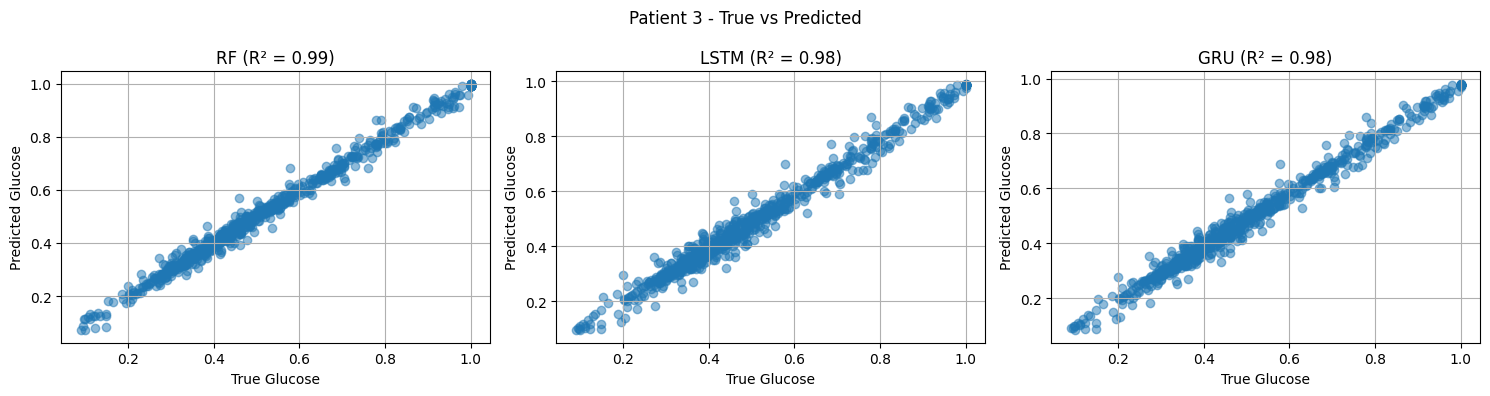 Patient 3 - True vs Predicted
RF (R² = 0.99)
1.0
0.8
0.6
0.4
0.2
Predicted Glucose
0.2 0.4 0.6 0.8 1.0
True Glucose
LSTM (R² = 0.98)
1.0
0.8
0.6
0.4
0.2
Predicted Glucose
0.2 0.4 0.6 0.8 1.0
True Glucose
GRU (R² = 0.98)
1.0
0.8
0.6
0.4
0.2
Predicted Glucose
0.2 0.4 0.6 0.8 1.0
True Glucose